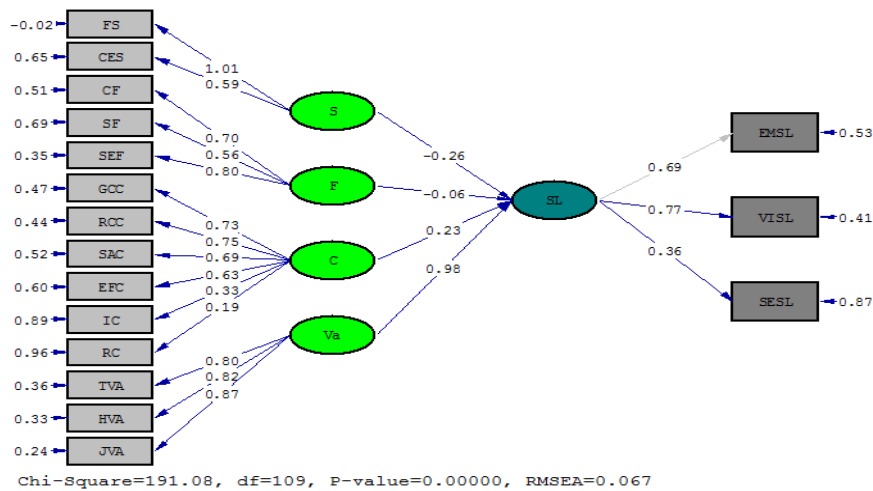 -0.02 FS
0.65 CES
0.51 CF
0.69 SF
0.35 SEF
0.47 GCC
0.44 RCC
0.52 SAC
0.60 EFC
0.89 IC
0.96 RC
0.36 TVA
0.33 HVA
0.24 JVA
1.01
0.59
0.70
0.56
0.80
0.73
0.75
0.69
0.63
0.33
0.19
0.80
0.82
0.87
S
F
C
Va
-0.26
-0.06
0.23
0.98
SL
0.69
0.77
0.36
EMSL 0.53
VISL 0.41
SESL 0.87
Chi-Square=191.08, df=109, P-value=0.00000, RMSEA=0.067